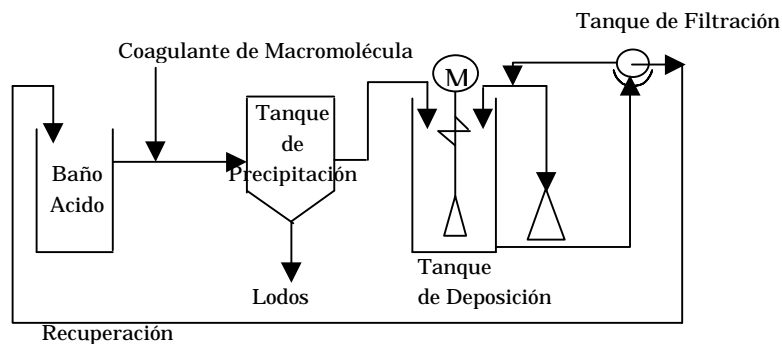 Tanque de Filtración
Coagulante de Macromolécula
M
Tanque
de
Precipitación
Baño
Acido
Tanque
de Deposición
Lodos
Recuperación